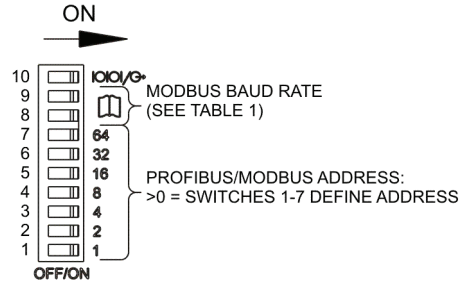 ON
10 IOIOI/
9 MODBUS BAUD RATE
8 (SEE TABLE 1)
7 64
6 32
5 16 PROFIBUS/MODBUS ADDRESS:
4 8 >0 = SWITCHES 1-7 DEFINE ADDRESS
3 4
2 2
1 1
OFF/ON